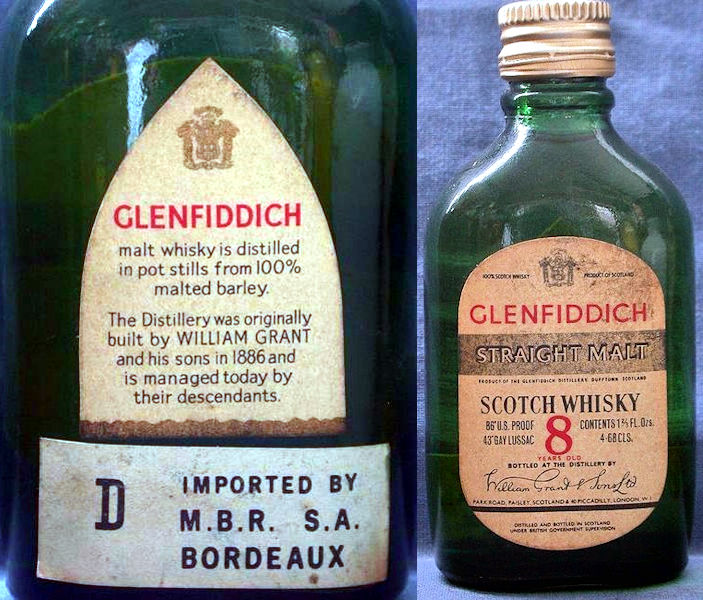 GLENFIDDICH
malt whisky is distilled
in pot stills from 100%
malted barley.
The Distillery was originally
built by WILLIAM GRANT
and his sons in 1886 and
is managed today by
their descendants.
D
IMPORTED BY
M.B.R. S.A.
BORDEAUX
100% SCOTCH WHISKY PRODUCT OF SCOTLAND
GLENFIDDICH
STRAIGHT MALT
PRODUCT OF THE GLENFIDDICH DISTILLERY DUFFTOWN SCOTLAND
SCOTCH WHISKY
86° U.S. PROOF CONTENTS 1⅗ FL. Ozs.
43° GAY LUSSAC 8 4·68 CLS.
YEARS OLD
BOTTLED AT THE DISTILLERY BY
William Grant & Sons Ltd
PARK ROAD, PAISLEY, SCOTLAND & 10 PICCADILLY, LONDON, W.1.
DISTILLED AND BOTTLED IN SCOTLAND
UNDER BRITISH GOVERNMENT SUPERVISION